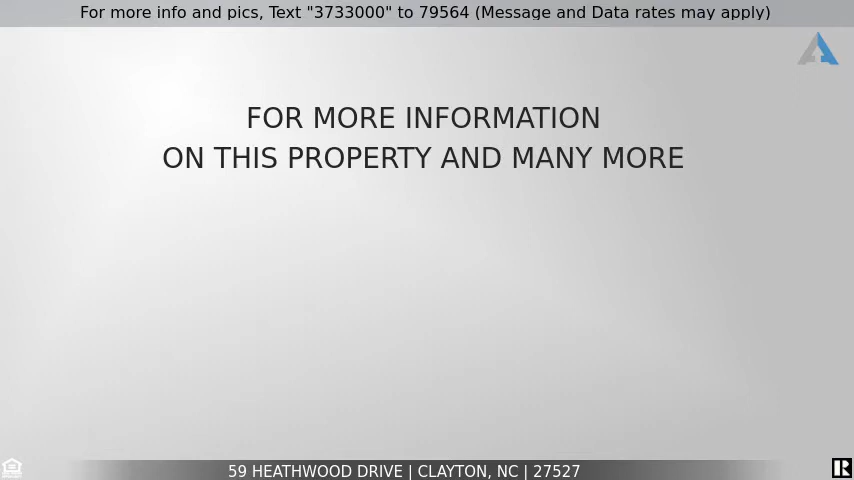 For more info and pics, Text "3733000" to 79564 (Message and Data rates may apply)
FOR MORE INFORMATION
ON THIS PROPERTY AND MANY MORE
59 HEATHWOOD DRIVE | CLAYTON, NC | 27527